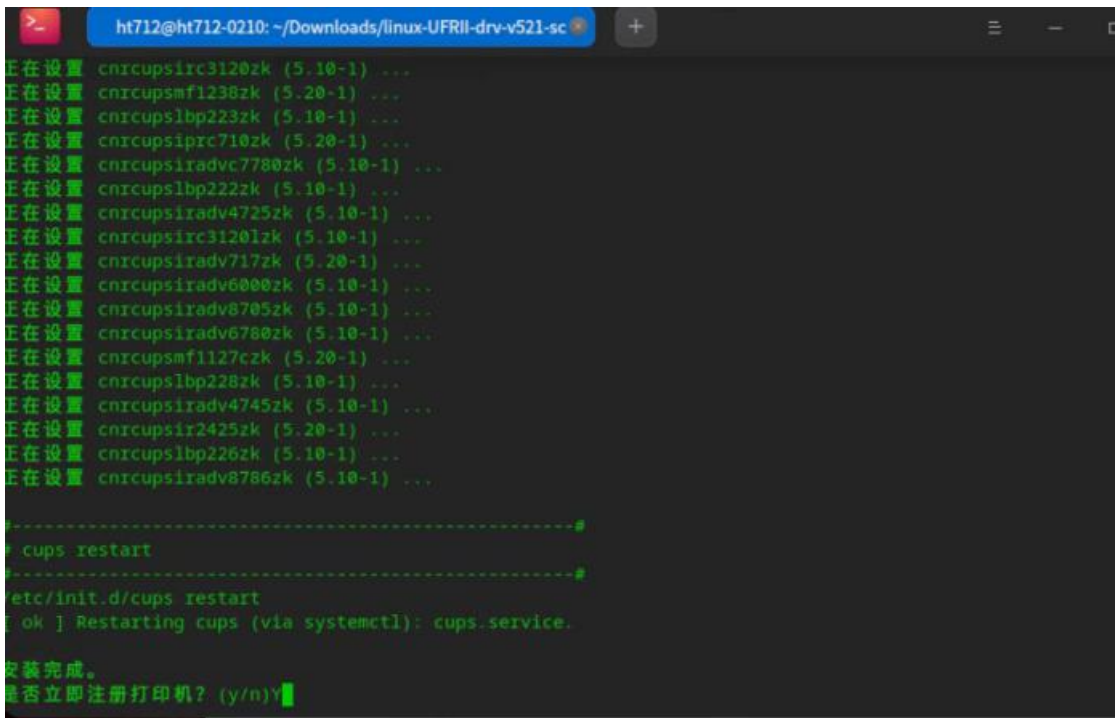 ht712@ht712-0210: ~/Downloads/linux-UFRII-drv-v521-sc
正在设置 cnrcupsirc3120zk (5.10-1) ...
正在设置 cnrcupsmf1238zk (5.20-1) ...
正在设置 cnrcupslbp223zk (5.10-1) ...
正在设置 cnrcupsiprc710zk (5.20-1) ...
正在设置 cnrcupsiradvc7780zk (5.10-1) ...
正在设置 cnrcupslbp222zk (5.10-1) ...
正在设置 cnrcupsiradv4725zk (5.10-1) ...
正在设置 cnrcupsirc3120lzk (5.10-1) ...
正在设置 cnrcupsiradv717zk (5.20-1) ...
正在设置 cnrcupsiradv6000zk (5.10-1) ...
正在设置 cnrcupsiradv8705zk (5.10-1) ...
正在设置 cnrcupsiradv6780zk (5.10-1) ...
正在设置 cnrcupsmf1127czk (5.20-1) ...
正在设置 cnrcupslbp228zk (5.10-1) ...
正在设置 cnrcupsiradv4745zk (5.10-1) ...
正在设置 cnrcupsir2425zk (5.20-1) ...
正在设置 cnrcupslbp226zk (5.10-1) ...
正在设置 cnrcupsiradv8786zk (5.10-1) ...
#-----------------------------------------------------#
# cups restart
#-----------------------------------------------------#
/etc/init.d/cups restart
[ ok ] Restarting cups (via systemctl): cups.service.
安装完成。
是否立即注册打印机? (y/n)Y